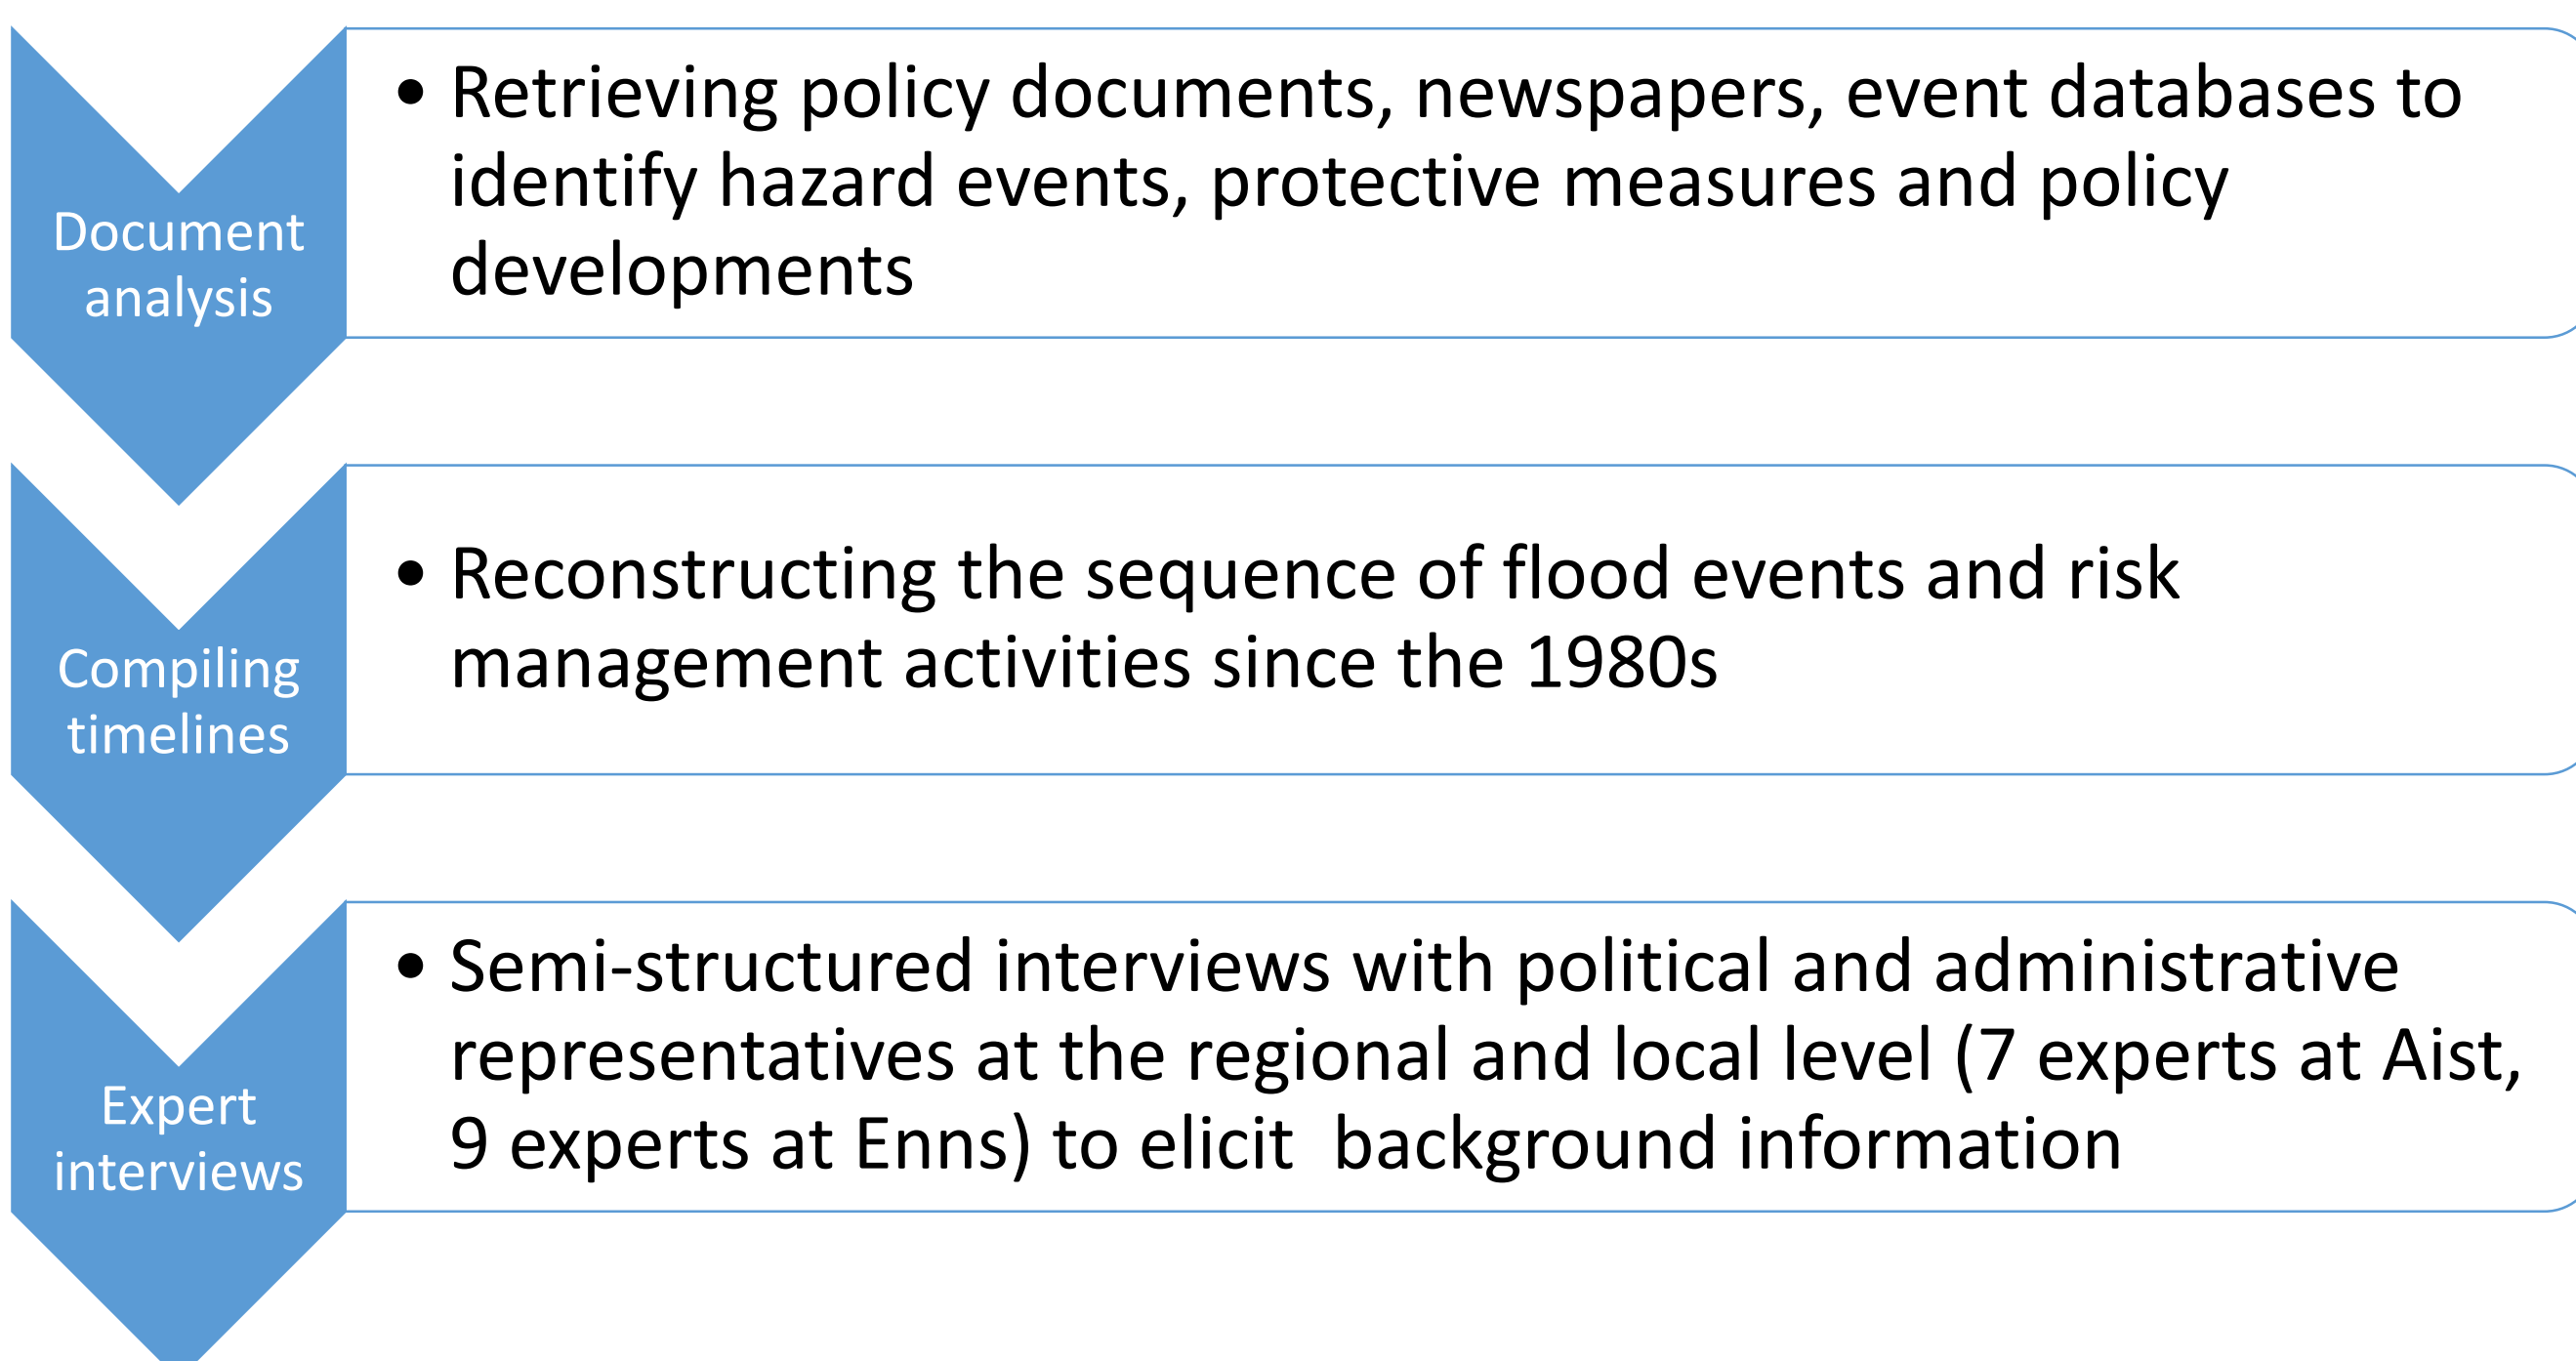 Document
analysis
• Retrieving policy documents, newspapers, event databases to
identify hazard events, protective measures and policy
developments
Compiling
timelines
• Reconstructing the sequence of flood events and risk
management activities since the 1980s
Expert
interviews
• Semi-structured interviews with political and administrative
representatives at the regional and local level (7 experts at Aist,
9 experts at Enns) to elicit  background information